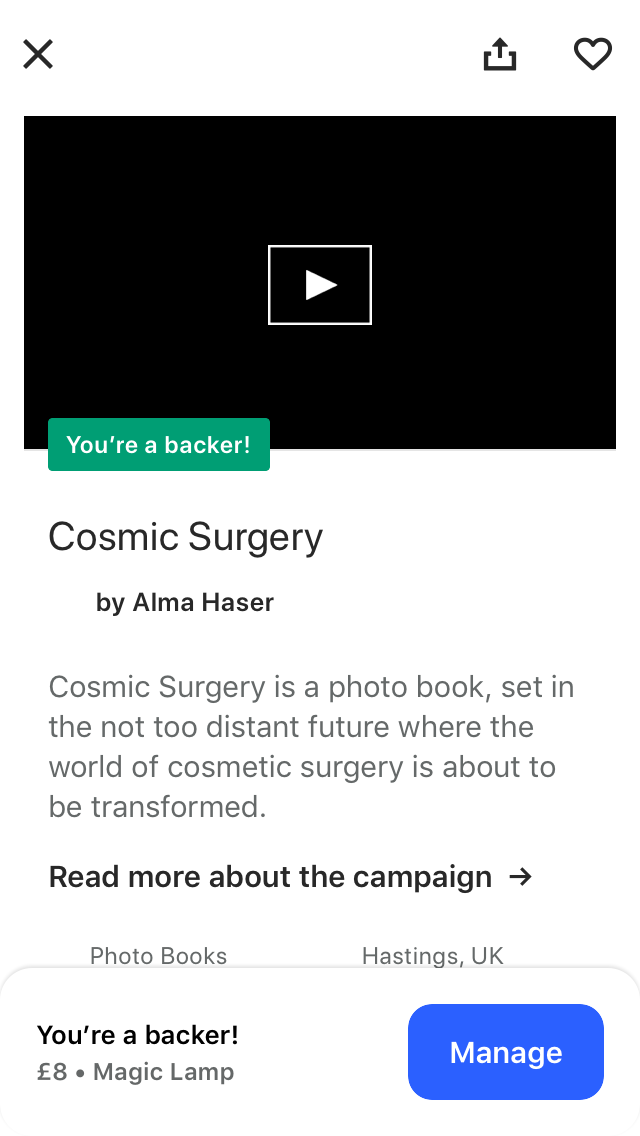 You’re a backer!
Cosmic Surgery
by Alma Haser
Cosmic Surgery is a photo book, set in
the not too distant future where the
world of cosmetic surgery is about to
be transformed.
Read more about the campaign →
Photo Books
Hastings, UK
You’re a backer!
£8 • Magic Lamp
Manage